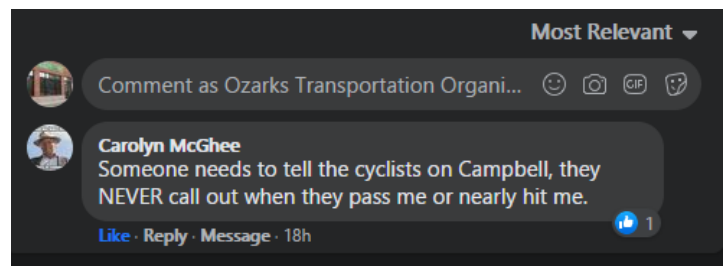 Most Relevant
Comment as Ozarks Transportation Organi...
GIF
Carolyn McGhee
Someone needs to tell the cyclists on Campbell, they
NEVER call out when they pass me or nearly hit me.
1
Like · Reply · Message · 18h